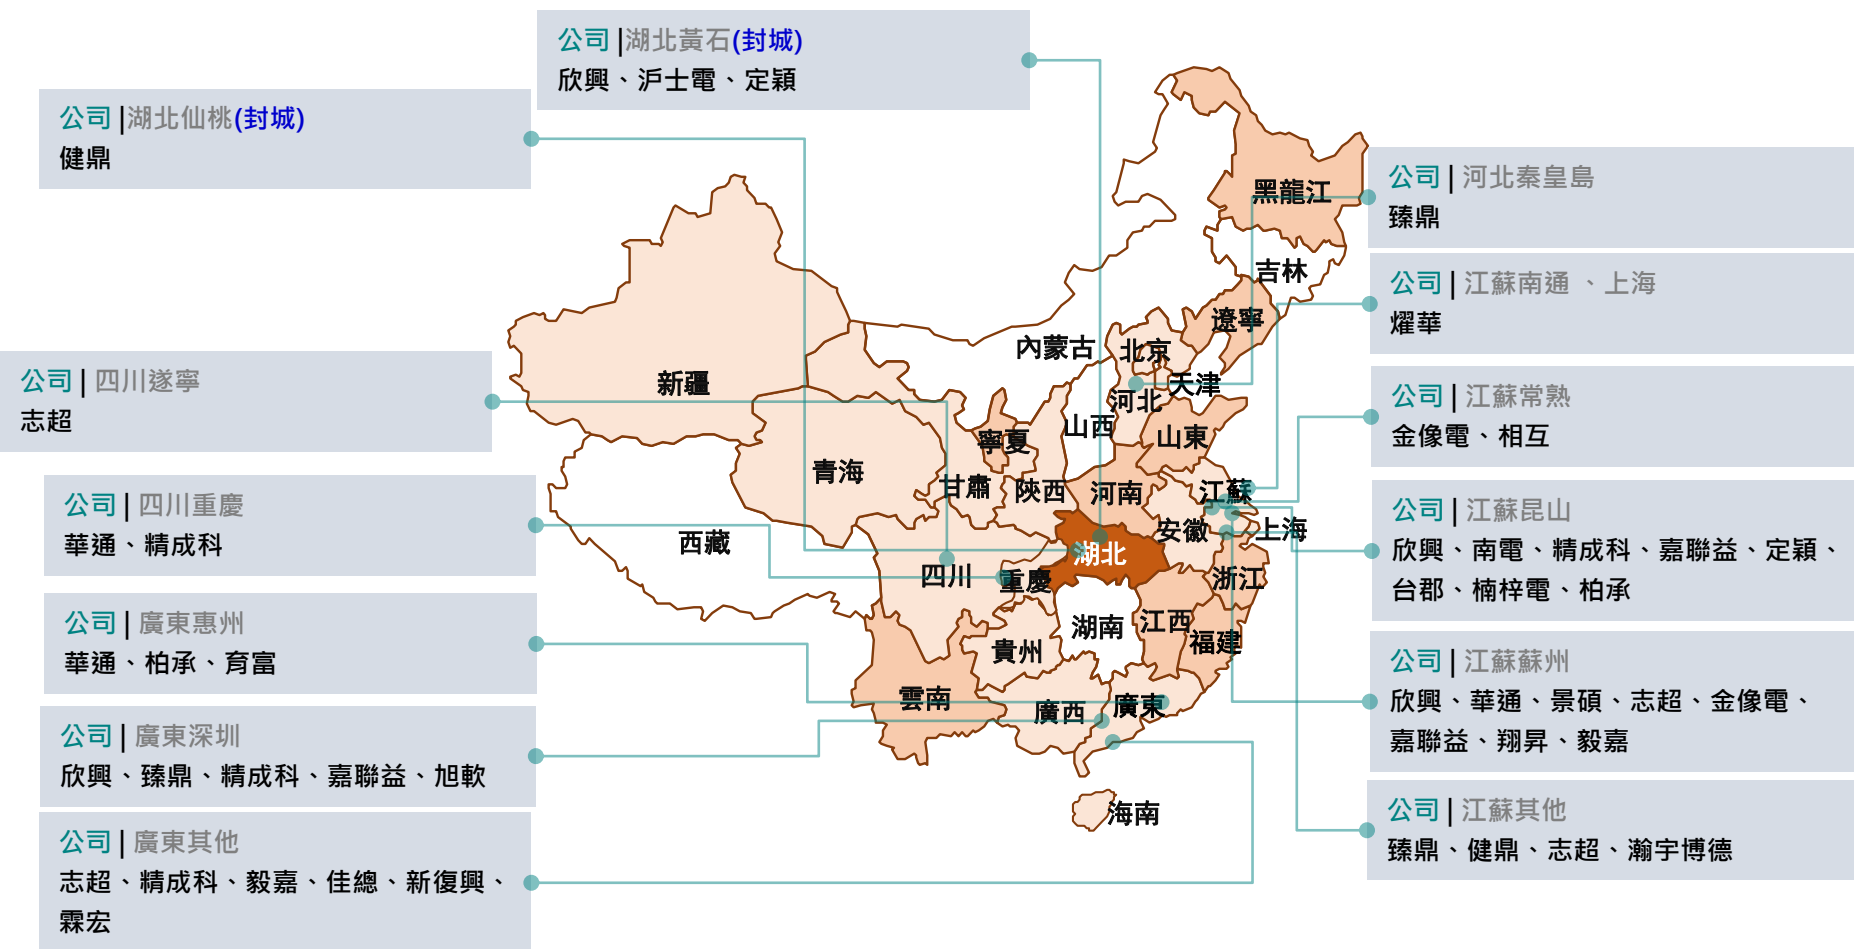 公司 |湖北黃石(封城)
欣興、沪士電、定穎
公司 |湖北仙桃(封城)
健鼎
公司 | 四川遂寧
志超
公司 | 四川重慶
華通、精成科
公司 | 廣東惠州
華通、柏承、育富
公司 | 廣東深圳
欣興、臻鼎、精成科、嘉聯益、旭軟
公司 | 廣東其他
志超、精成科、毅嘉、佳總、新復興、
霖宏
黑龍江
吉林
遼寧
內蒙古
北京
天津
新疆
河北
山西
山東
寧夏
青海
甘肅
陝西
河南
江蘇
西藏
安徽
上海
湖北
四川
重慶
浙江
湖南
江西
福建
貴州
雲南
廣西
廣東
海南
公司 | 河北秦皇島
臻鼎
公司 | 江蘇南通 、上海
燿華
公司 | 江蘇常熟
金像電、相互
公司 | 江蘇昆山
欣興、南電、精成科、嘉聯益、定穎、
台郡、楠梓電、柏承
公司 | 江蘇蘇州
欣興、華通、景碩、志超、金像電、
嘉聯益、翔昇、毅嘉
公司 | 江蘇其他
臻鼎、健鼎、志超、瀚宇博德